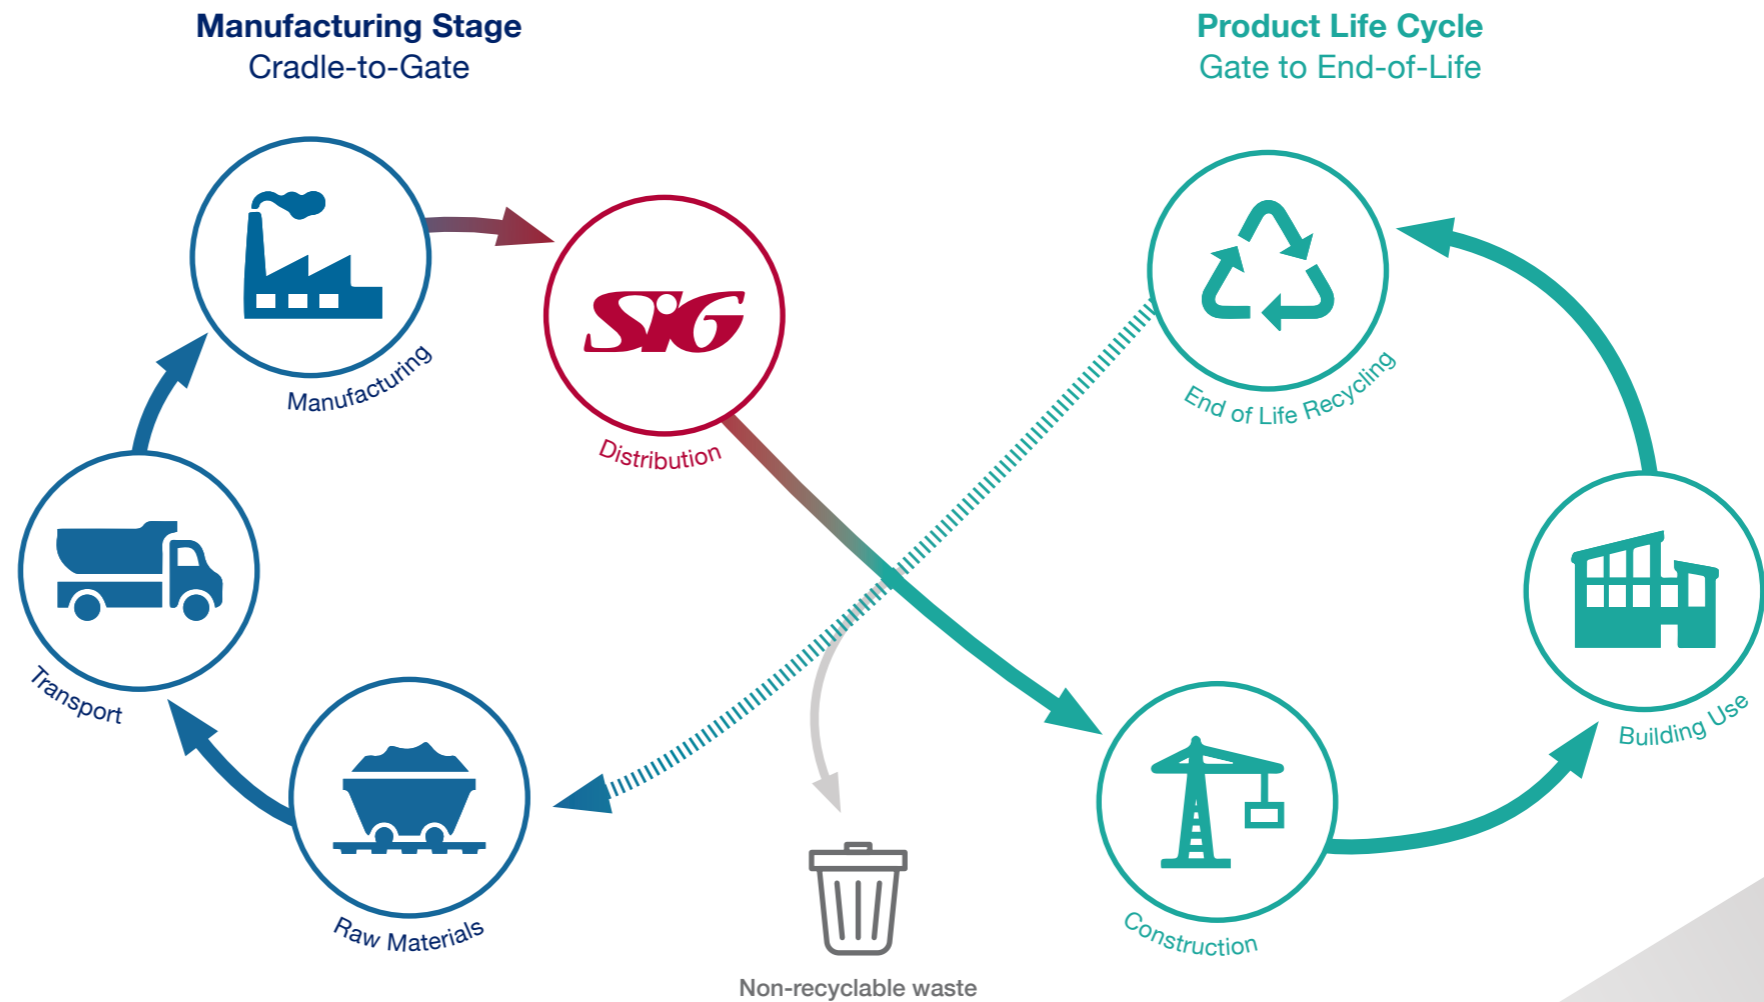 Manufacturing Stage
Cradle-to-Gate
Product Life Cycle
Gate to End-of-Life
Manufacturing
SiG
Distribution
End of Life Recycling
Transport
Building Use
Raw Materials
Construction
Non-recyclable waste